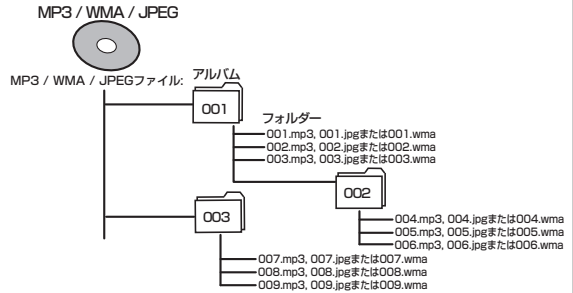 MP3 / WMA / JPEG
MP3 / WMA / JPEGファイル:
アルバム
001
フォルダー
001.mp3, 001.jpgまたは001.wma
002.mp3, 002.jpgまたは002.wma
003.mp3, 003.jpgまたは003.wma
002
003
004.mp3, 004.jpgまたは004.wma
005.mp3, 005.jpgまたは005.wma
006.mp3, 006.jpgまたは006.wma
007.mp3, 007.jpgまたは007.wma
008.mp3, 008.jpgまたは008.wma
009.mp3, 009.jpgまたは009.wma